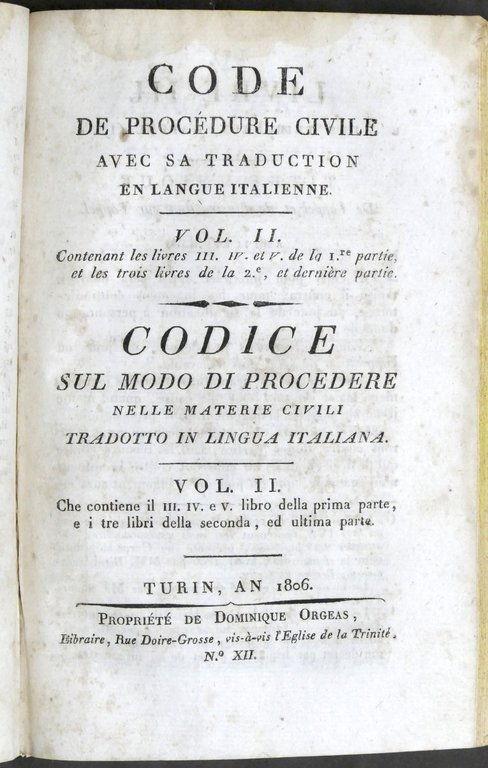 CODE
DE PROCÉDURE CIVILE
AVEC SA TRADUCTION
EN LANGUE ITALIENNE.
VOL. II.
Contenant les livres III. IV. et V. de la 1.re partie,
et les trois livres de la 2.e, et dernière partie.
CODICE
SUL MODO DI PROCEDERE
NELLE MATERIE CIVILI
TRADOTTO IN LINGUA ITALIANA.
VOL. II.
Che contiene il III. IV. e V. libro della prima parte,
e i tre libri della seconda, ed ultima parte.
TURIN, AN 1806.
PROPRIÉTÉ DE DOMINIQUE ORGEAS,
Libraire, Rue Doire-Grosse, vis-à-vis l'Eglise de la Trinité.
N.o XII.